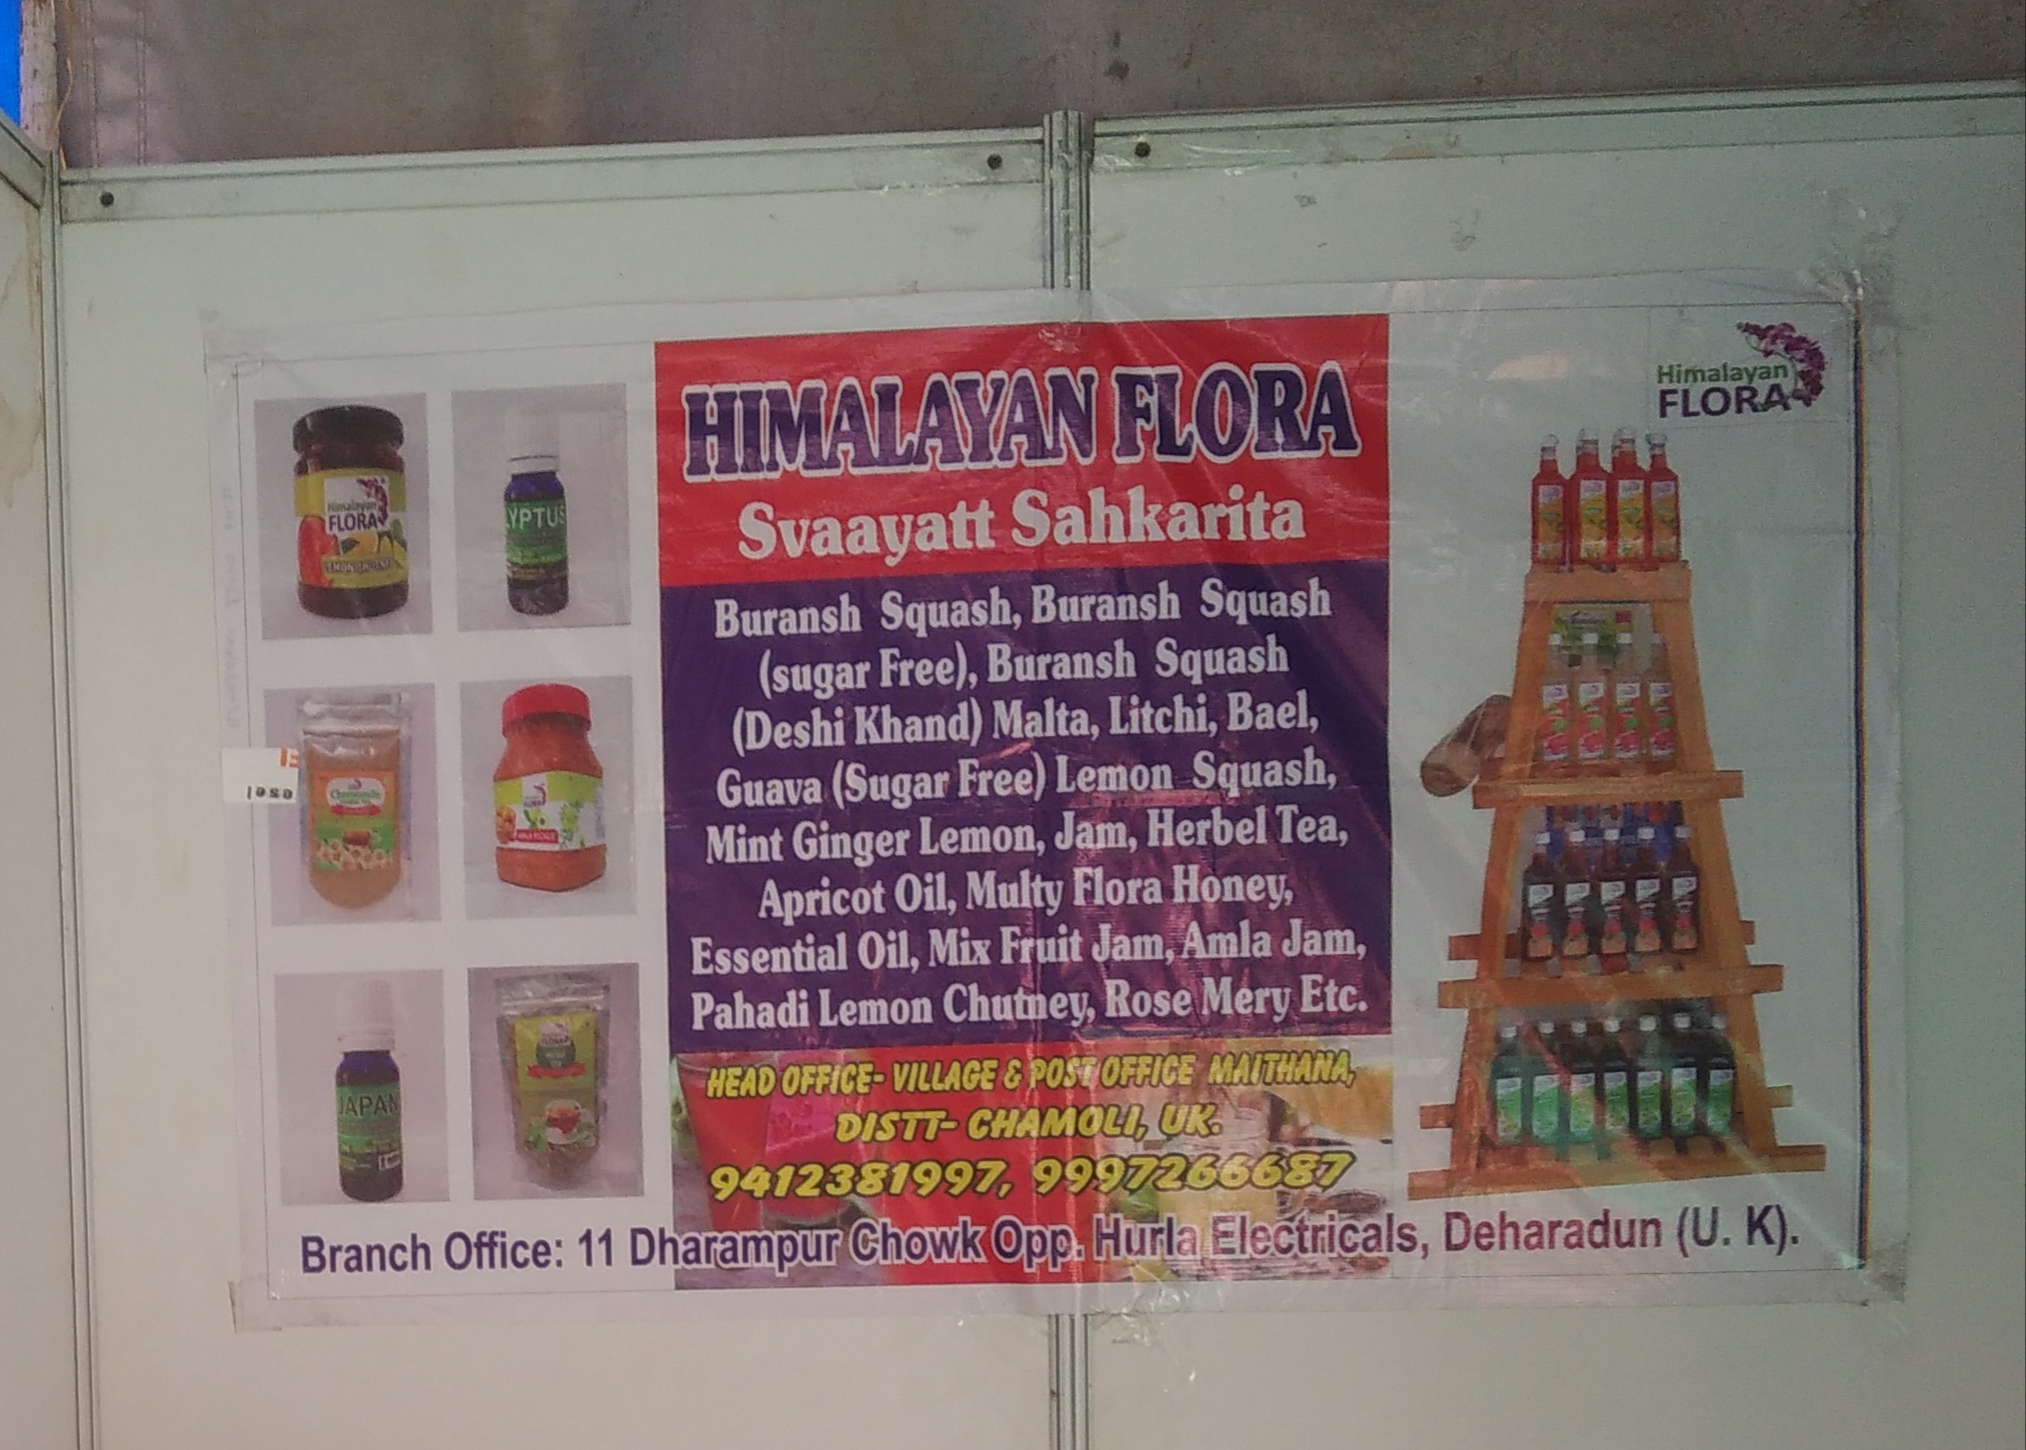 HIMALAYAN FLORA
Svaayatt Sahkarita
Buransh Squash, Buransh Squash
(sugar Free), Buransh Squash
(Deshi Khand) Malta, Litchi, Bael,
Guava (Sugar Free) Lemon Squash,
Mint Ginger Lemon, Jam, Herbel Tea,
Apricot Oil, Multy Flora Honey,
Essential Oil, Mix Fruit Jam, Amla Jam,
Pahadi Lemon Chutney, Rose Mery Etc.
HEAD OFFICE- VILLAGE & POST OFFICE MAITHANA,
DISTT- CHAMOLI, UK.
9412381997, 9997266687
Branch Office: 11 Dharampur Chowk Opp. Hurla Electricals, Deharadun (U. K).
Himalayan
FLORA
Himalayan
FLORA
LYPTUS
JAPAN